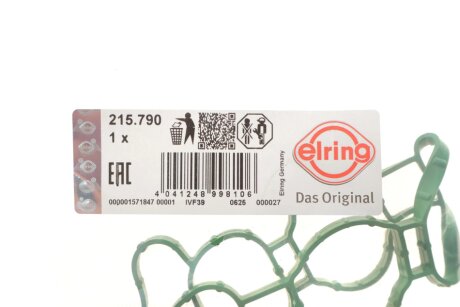 215.790
1 x
EAC
4 041248 998106
000001571847 00001 IVF39 0625 000027
Elring Germany
elring
Das Original